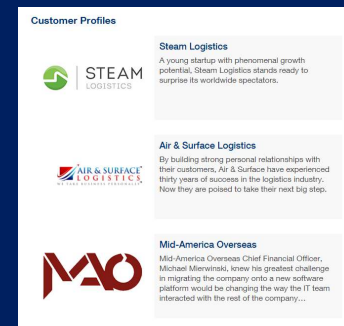 Customer Profiles
Steam Logistics
A young startup with phenomenal growth
potential, Steam Logistics stands ready to
surprise its worldwide spectators.
STEAM
LOGISTICS
Air & Surface Logistics
By building strong personal relationships with
their customers, Air & Surface have experienced
thirty years of success in the logistics industry.
Now they are poised to take their next big step.
AIR & SURFACE
LOGISTICS
WE TAKE BUSINESS PERSONALLY
Mid-America Overseas
Mid-America Overseas Chief Financial Officer,
Michael Mierwinski, knew his greatest challenge
in migrating the company onto a new software
platform would be changing the way the IT team
interacted with the rest of the company...
MAO